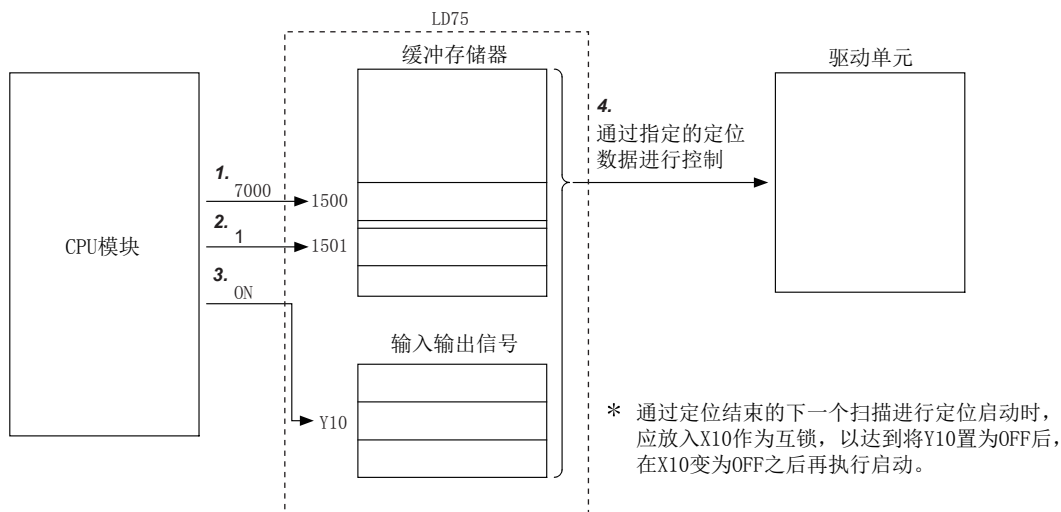 LD75
缓冲存储器
驱动单元
4.
通过指定的定位
数据进行控制
1.
7000
1500
2.
1
1501
CPU模块
3.
ON
输入输出信号
Y10
* 通过定位结束的下一个扫描进行定位启动时,
应放入X10作为互锁,以达到将Y10置为OFF后,
在X10变为OFF之后再执行启动。